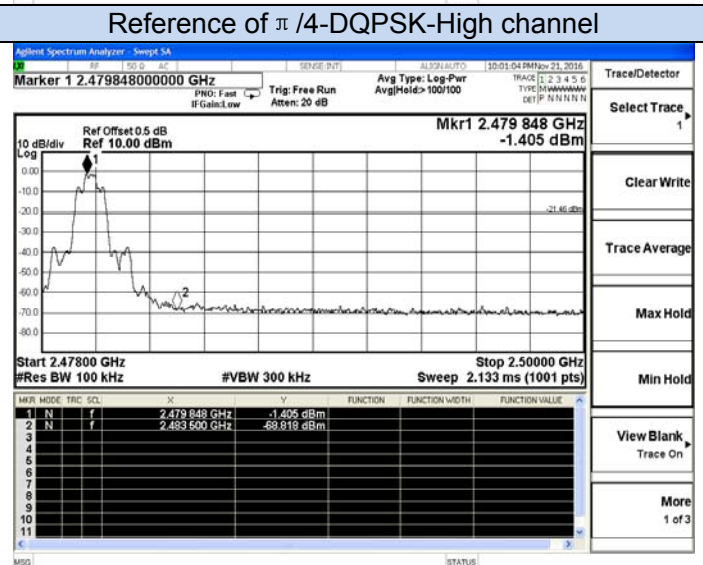 Reference of π/4-DQPSK-High channel
Agilent Spectrum Analyzer - Swept SA
RF 50 Ω AC SENSE:INT ALIGN AUTO 10:01:04 PM Nov 21, 2016
Marker 1 2.479848000000 GHz
PNO: Fast
IFGain:Low
Trig: Free Run
Atten: 20 dB
Avg Type: Log-Pwr
Avg|Hold:>100/100
TRACE 1 2 3 4 5 6
TYPE M
DET P N N N N N
Ref Offset 0.5 dB
Ref 10.00 dBm
10 dB/div
Log
Mkr1 2.479 848 GHz
-1.405 dBm
1
0.00
-10.0
-20.0
-21.46 dBm
-30.0
-40.0
-50.0
-60.0
2
-70.0
-80.0
Start 2.47800 GHz Stop 2.50000 GHz
#Res BW 100 kHz #VBW 300 kHz Sweep 2.133 ms (1001 pts)
MKR MODE TRC SCL X Y FUNCTION FUNCTION WIDTH FUNCTION VALUE
1 N f 2.479 848 GHz -1.405 dBm
2 N f 2.483 500 GHz -68.818 dBm
3
4
5
6
7
8
9
10
11
MSG STATUS
Trace/Detector
Select Trace
1
Clear Write
Trace Average
Max Hold
Min Hold
View Blank
Trace On
More
1 of 3